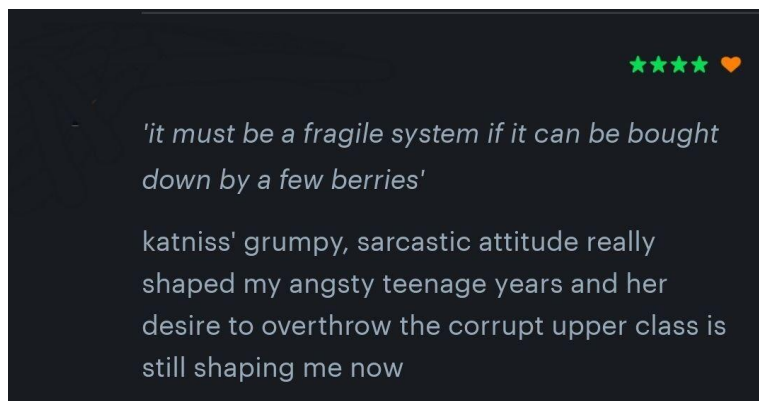 'it must be a fragile system if it can be bought
down by a few berries'
katniss' grumpy, sarcastic attitude really
shaped my angsty teenage years and her
desire to overthrow the corrupt upper class is
still shaping me now